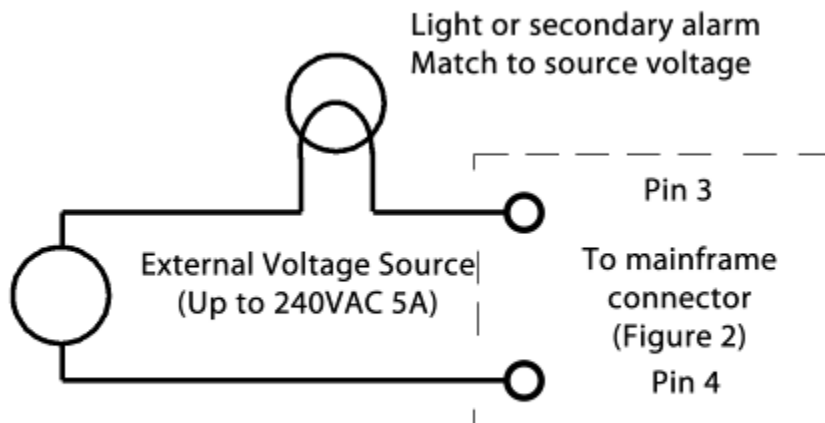 Light or secondary alarm
Match to source voltage
Pin 3
External Voltage Source
(Up to 240VAC 5A)
To mainframe
connector
(Figure 2)
Pin 4